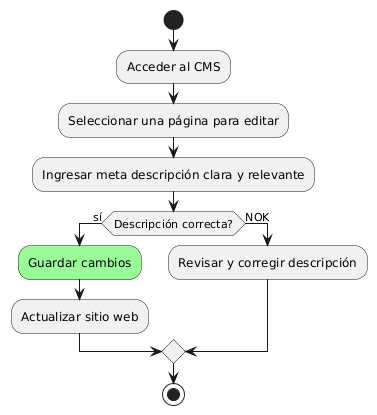 Acceder al CMS
Seleccionar una página para editar
Ingresar meta descripción clara y relevante
Descripción correcta?
sí
NOK
Guardar cambios
Revisar y corregir descripción
Actualizar sitio web